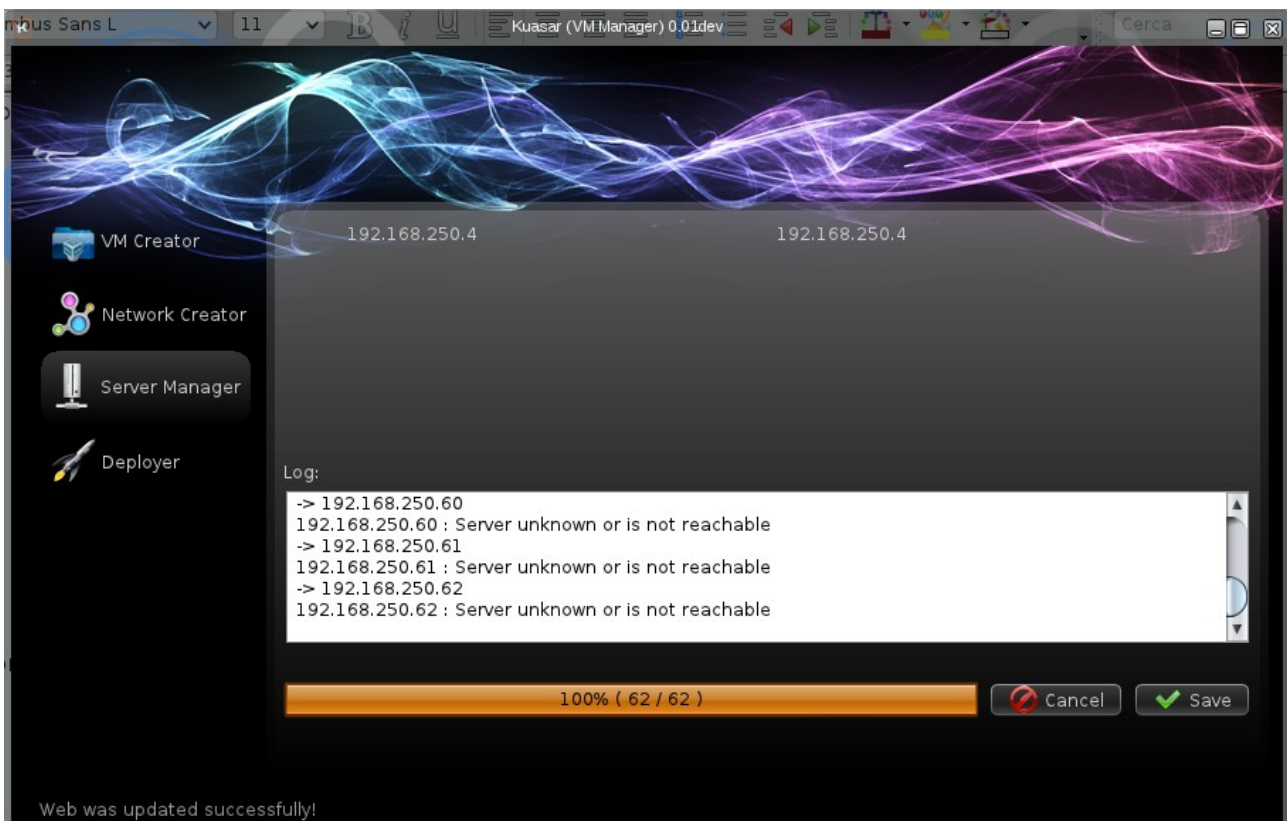 us Sans L 11 B i U Kuasar (VM Manager) 0.01dev Cerca
VM Creator
192.168.250.4 192.168.250.4
Network Creator
Server Manager
Deployer
Log:
-> 192.168.250.60
192.168.250.60 : Server unknown or is not reachable
-> 192.168.250.61
192.168.250.61 : Server unknown or is not reachable
-> 192.168.250.62
192.168.250.62 : Server unknown or is not reachable
100% ( 62 / 62 ) Cancel Save
Web was updated successfully!